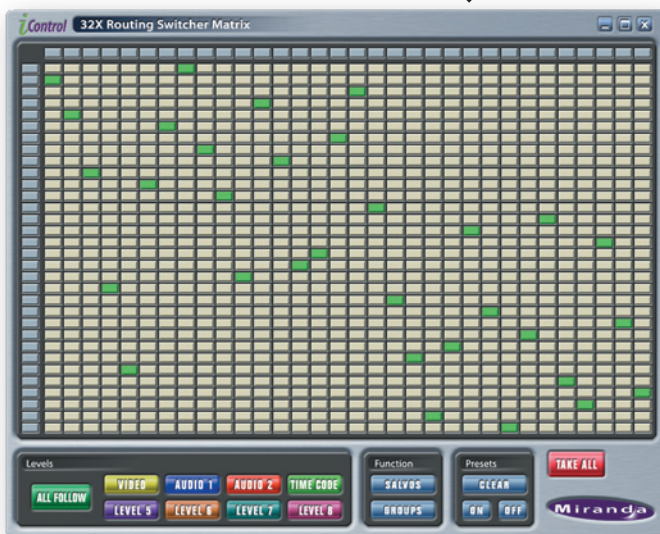 iControl 32X Routing Switcher Matrix
Levels
ALL FOLLOW
VIDEO AUDIO 1 AUDIO 2 TIME CODE
LEVEL 5 LEVEL 6 LEVEL 7 LEVEL 8
Function
SALVOS
GROUPS
Presets
CLEAR
ON OFF
TAKE ALL
Miranda